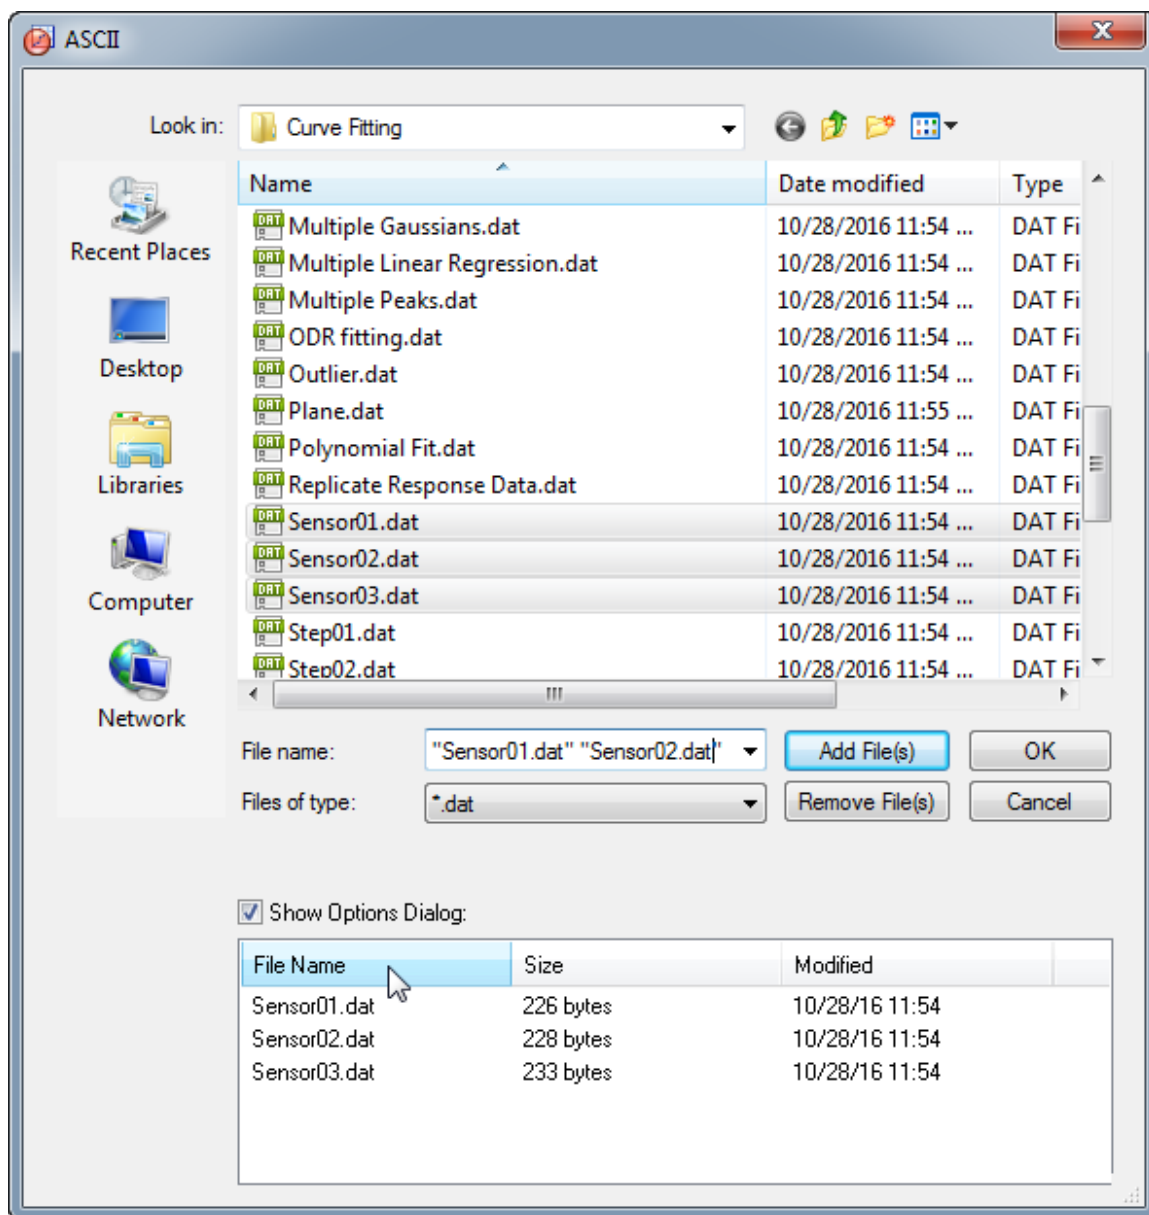 ASCII
Look in: Curve Fitting
Name Date modified Type
Multiple Gaussians.dat 10/28/2016 11:54 ... DAT Fi
Multiple Linear Regression.dat 10/28/2016 11:54 ... DAT Fi
Multiple Peaks.dat 10/28/2016 11:54 ... DAT Fi
ODR fitting.dat 10/28/2016 11:54 ... DAT Fi
Outlier.dat 10/28/2016 11:54 ... DAT Fi
Plane.dat 10/28/2016 11:55 ... DAT Fi
Polynomial Fit.dat 10/28/2016 11:54 ... DAT Fi
Replicate Response Data.dat 10/28/2016 11:54 ... DAT Fi
Sensor01.dat 10/28/2016 11:54 ... DAT Fi
Sensor02.dat 10/28/2016 11:54 ... DAT Fi
Sensor03.dat 10/28/2016 11:54 ... DAT Fi
Step01.dat 10/28/2016 11:54 ... DAT Fi
Step02.dat 10/28/2016 11:54 ... DAT Fi
Recent Places
Desktop
Libraries
Computer
Network
File name: "Sensor01.dat" "Sensor02.dat" Add File(s) OK
Files of type: *.dat Remove File(s) Cancel
Show Options Dialog:
File Name Size Modified
Sensor01.dat 226 bytes 10/28/16 11:54
Sensor02.dat 228 bytes 10/28/16 11:54
Sensor03.dat 233 bytes 10/28/16 11:54